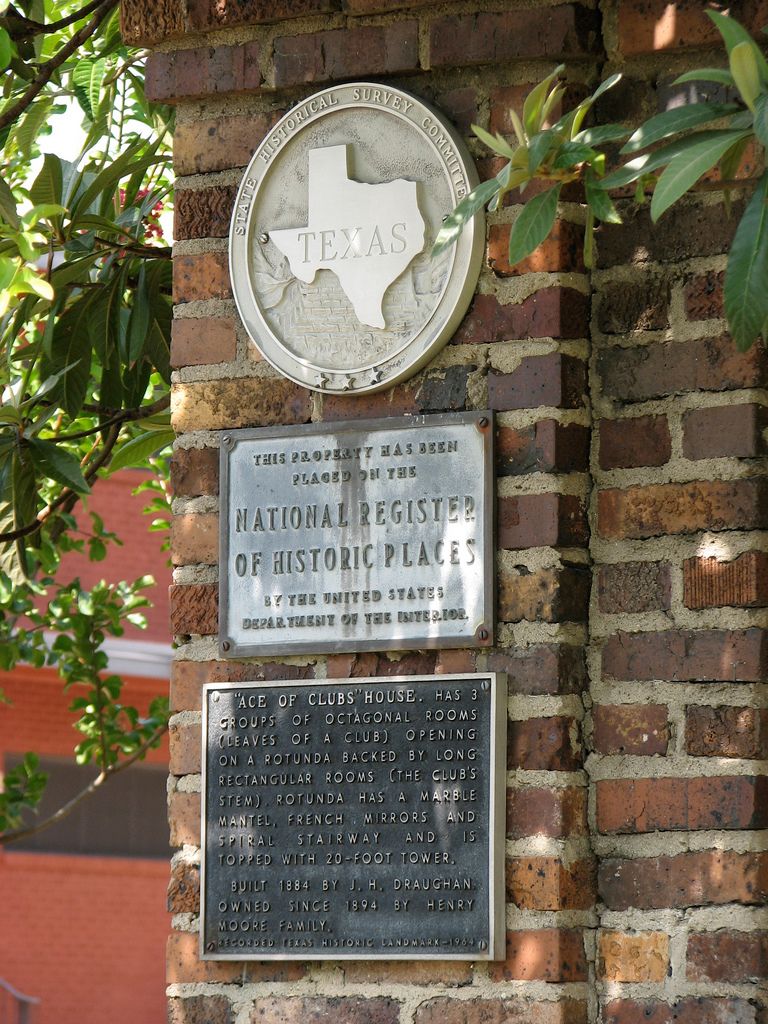 STATE HISTORICAL SURVEY COMMITTEE
TEXAS
THIS PROPERTY HAS BEEN
PLACED ON THE
NATIONAL REGISTER
OF HISTORIC PLACES
BY THE UNITED STATES
DEPARTMENT OF THE INTERIOR
"ACE OF CLUBS" HOUSE. HAS 3
GROUPS OF OCTAGONAL ROOMS
(LEAVES OF A CLUB) OPENING
ON A ROTUNDA BACKED BY LONG
RECTANGULAR ROOMS (THE CLUB'S
STEM). ROTUNDA HAS A MARBLE
MANTEL, FRENCH MIRRORS AND
SPIRAL STAIRWAY AND IS
TOPPED WITH 20-FOOT TOWER.
BUILT 1884 BY J. H. DRAUGHAN.
OWNED SINCE 1894 BY HENRY
MOORE FAMILY.
RECORDED TEXAS HISTORIC LANDMARK-1964